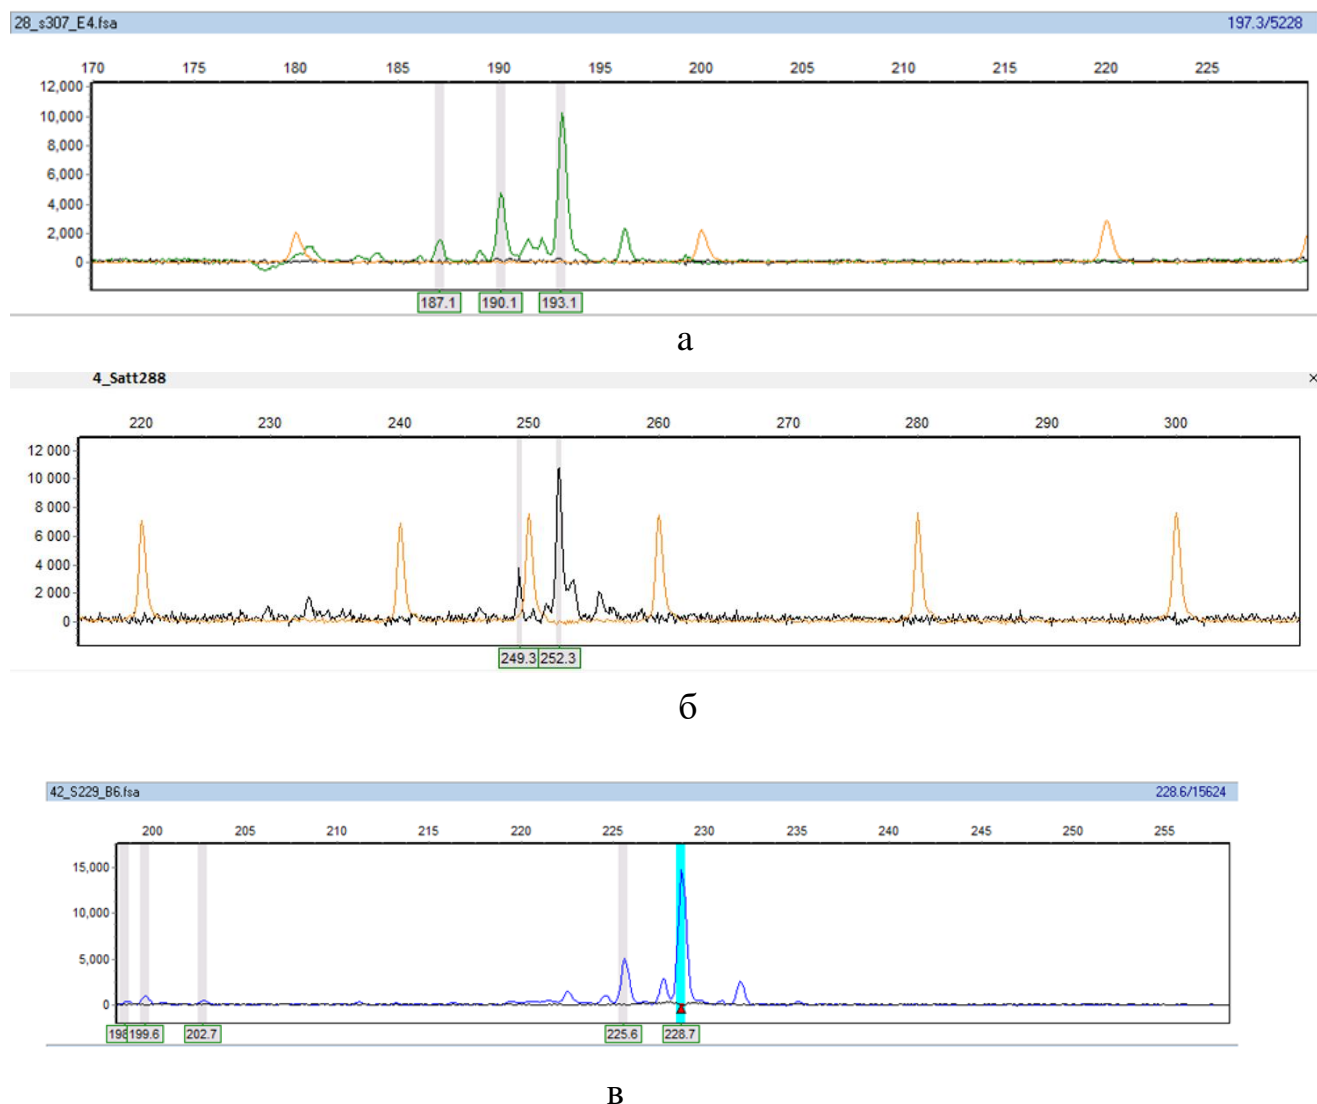 28_s307_E4.fsa 197.3/5228
170 175 180 185 190 195 200 205 210 215 220 225
12,000
10,000
8,000
6,000
4,000
2,000
0
187.1 190.1 193.1
а
4_Satt288 ×
220 230 240 250 260 270 280 290 300
12 000
10 000
8 000
6 000
4 000
2 000
0
249.3 252.3
б
42_S229_B6.fsa 228.6/15624
200 205 210 215 220 225 230 235 240 245 250 255
15,000
10,000
5,000
0
198 199.6 202.7 225.6 228.7
в